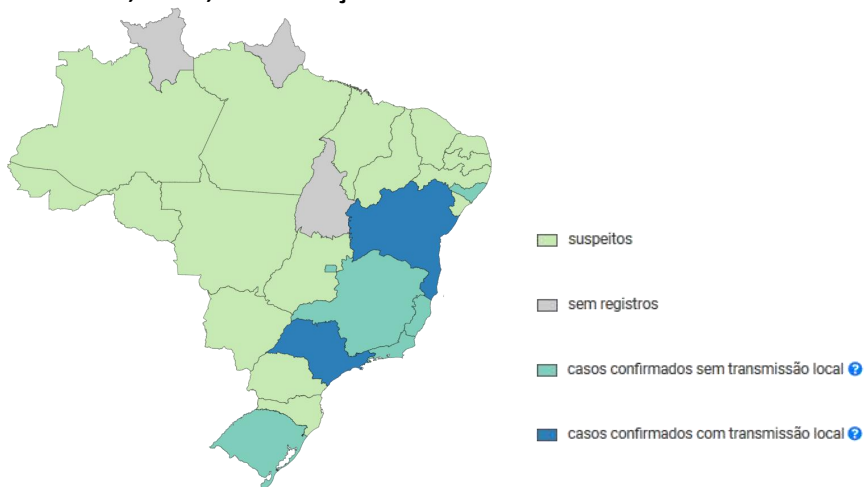 suspeitos
sem registros
casos confirmados sem transmissão local ?
casos confirmados com transmissão local ?